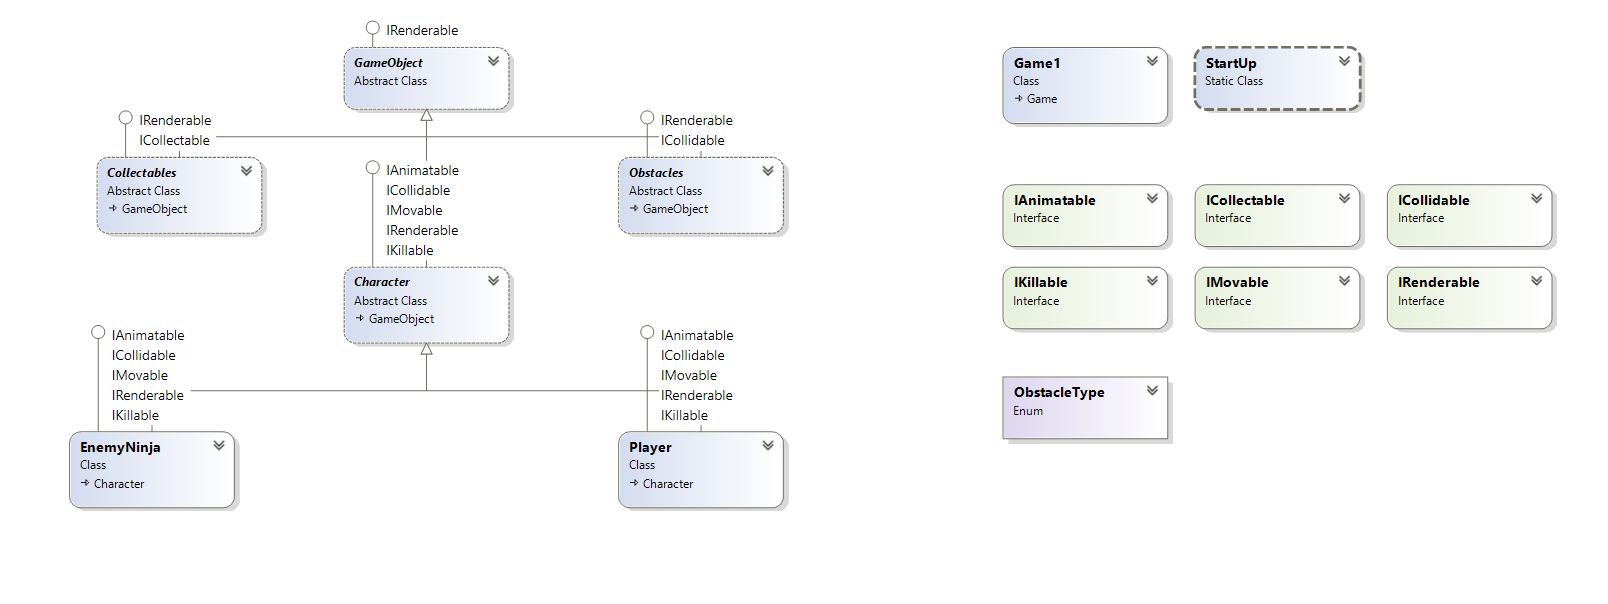 IRenderable
GameObject
Abstract Class
IRenderable
ICollectable
Collectables
Abstract Class
GameObject
IRenderable
ICollidable
Obstacles
Abstract Class
GameObject
IAnimatable
ICollidable
IMovable
IRenderable
IKillable
Character
Abstract Class
GameObject
IAnimatable
ICollidable
IMovable
IRenderable
IKillable
EnemyNinja
Class
Character
IAnimatable
ICollidable
IMovable
IRenderable
IKillable
Player
Class
Character
Game1
Class
Game
StartUp
Static Class
IAnimatable
Interface
ICollectable
Interface
ICollidable
Interface
IKillable
Interface
IMovable
Interface
IRenderable
Interface
ObstacleType
Enum